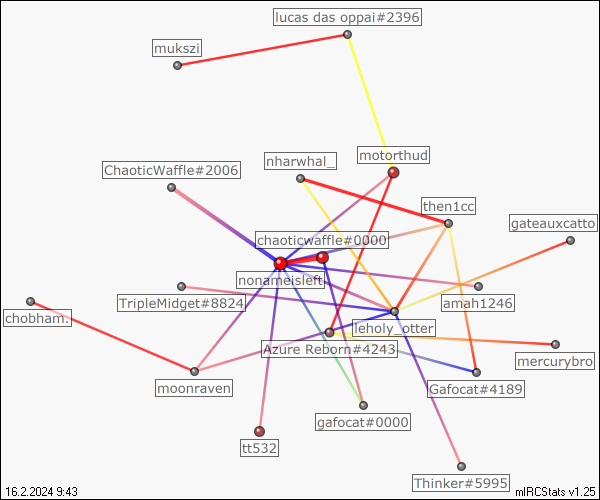 lucas das oppai#2396
mukszi
motorthud
nharwhal_
ChaoticWaffle#2006
then1cc
gateauxcatto
chaoticwaffle#0000
nonameisleft
TripleMidget#8824
amah1246
chobham.
leholy_otter
Azure Reborn#4243
mercurybro
moonraven
Gafocat#4189
gafocat#0000
tt532
Thinker#5995
16.2.2024 9:43
mIRCStats v1.25